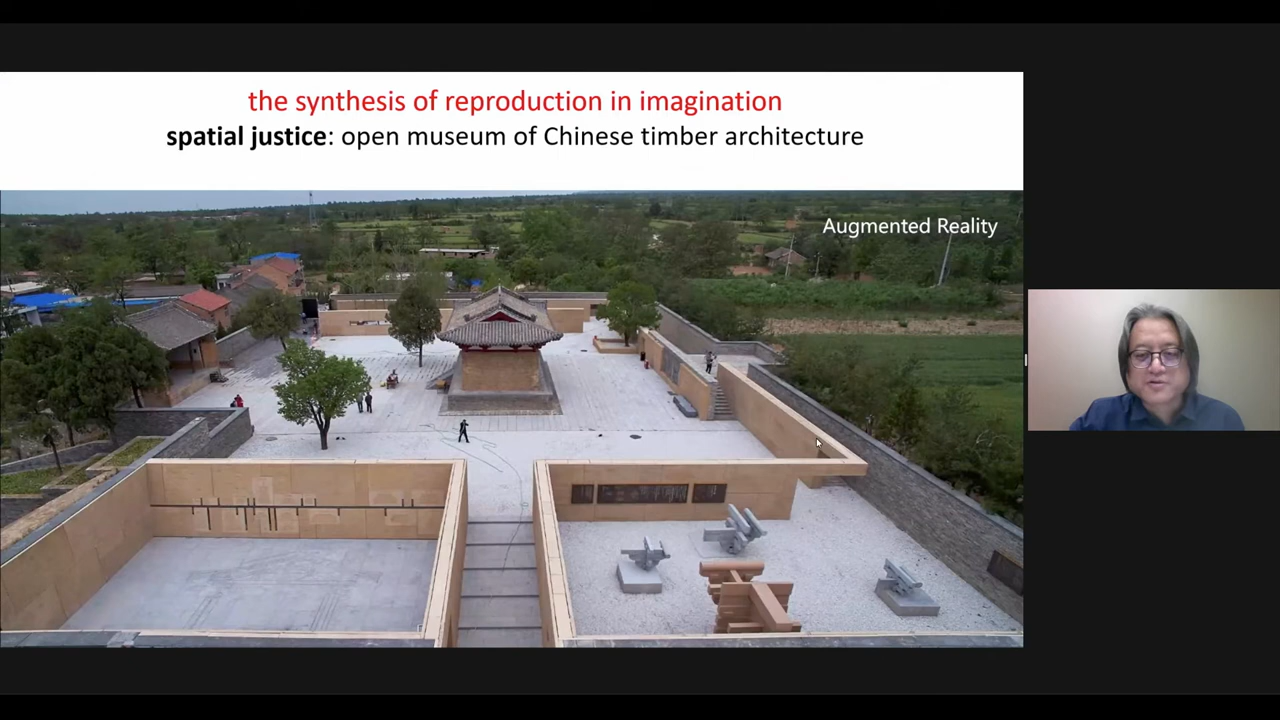 the synthesis of reproduction in imagination
spatial justice: open museum of Chinese timber architecture
Augmented Reality